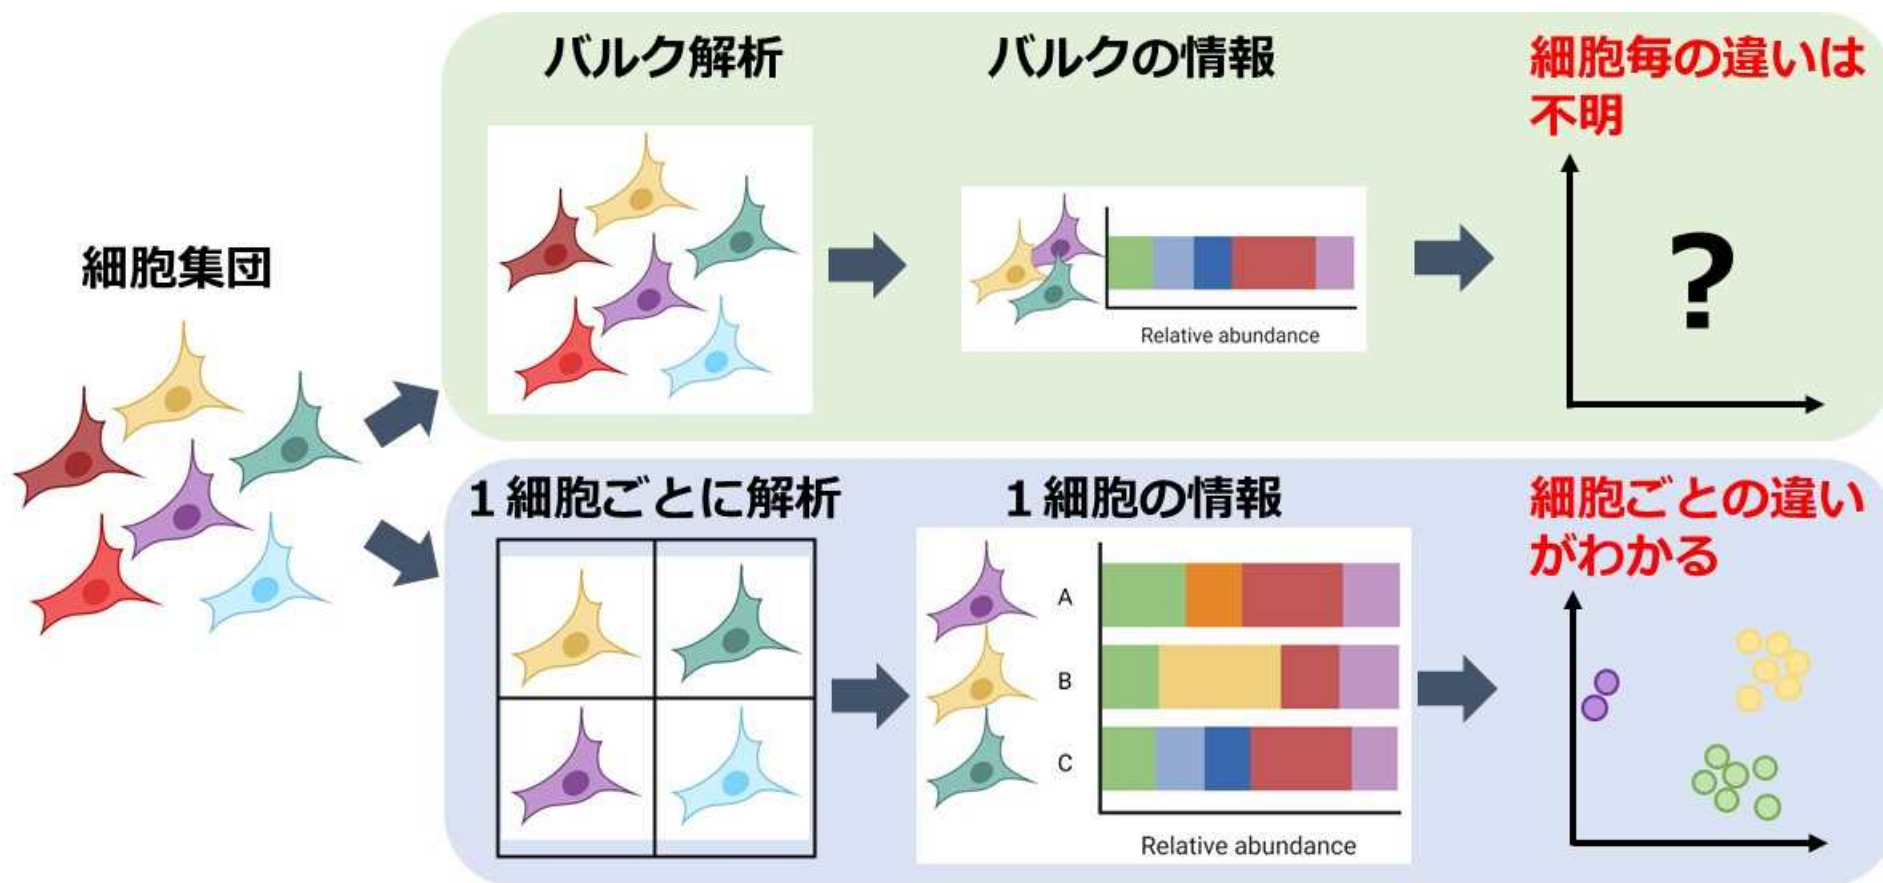 細胞集団
バルク解析
バルクの情報
Relative abundance
細胞毎の違いは
不明
?
1細胞ごとに解析
1細胞の情報
A
B
C
Relative abundance
細胞ごとの違い
がわかる